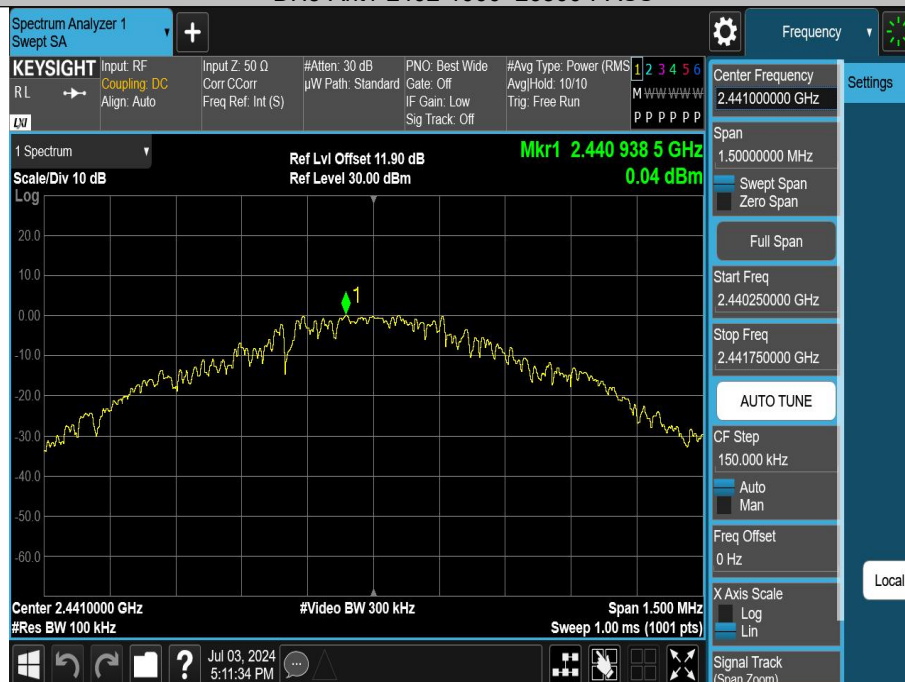 Spectrum Analyzer 1
Swept SA
+
Frequency
KEYSIGHT
RL
LXI
Input: RF
Coupling: DC
Align: Auto
Input Z: 50 Ω
Corr CCorr
Freq Ref: Int (S)
#Atten: 30 dB
µW Path: Standard
PNO: Best Wide
Gate: Off
IF Gain: Low
Sig Track: Off
#Avg Type: Power (RMS
Avg|Hold: 10/10
Trig: Free Run
1 2 3 4 5 6
M W W W W W
P P P P P P
1 Spectrum
Scale/Div 10 dB
Log
Ref Lvl Offset 11.90 dB
Ref Level 30.00 dBm
Mkr1 2.440 938 5 GHz
0.04 dBm
20.0
10.0
0.00
-10.0
-20.0
-30.0
-40.0
-50.0
-60.0
1
Center 2.4410000 GHz
#Res BW 100 kHz
#Video BW 300 kHz
Span 1.500 MHz
Sweep 1.00 ms (1001 pts)
?
Jul 03, 2024
5:11:34 PM
Center Frequency
2.441000000 GHz
Settings
Span
1.50000000 MHz
Swept Span
Zero Span
Full Span
Start Freq
2.440250000 GHz
Stop Freq
2.441750000 GHz
AUTO TUNE
CF Step
150.000 kHz
Auto
Man
Freq Offset
0 Hz
X Axis Scale
Log
Lin
Local
Signal Track
(Span Zoom)